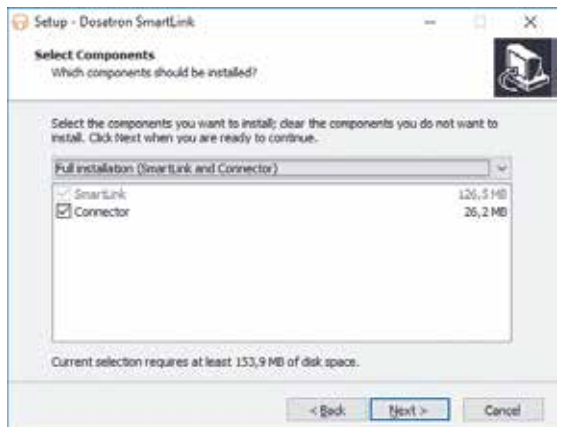 Setup - Dosatron SmartLink
Select Components
Which components should be installed?
Select the components you want to install; clear the components you do not want to
install. Click Next when you are ready to continue.
Full installation (SmartLink and Connector)
SmartLink 126,5 MB
Connector 26,2 MB
Current selection requires at least 153,9 MB of disk space.
< Back Next > Cancel